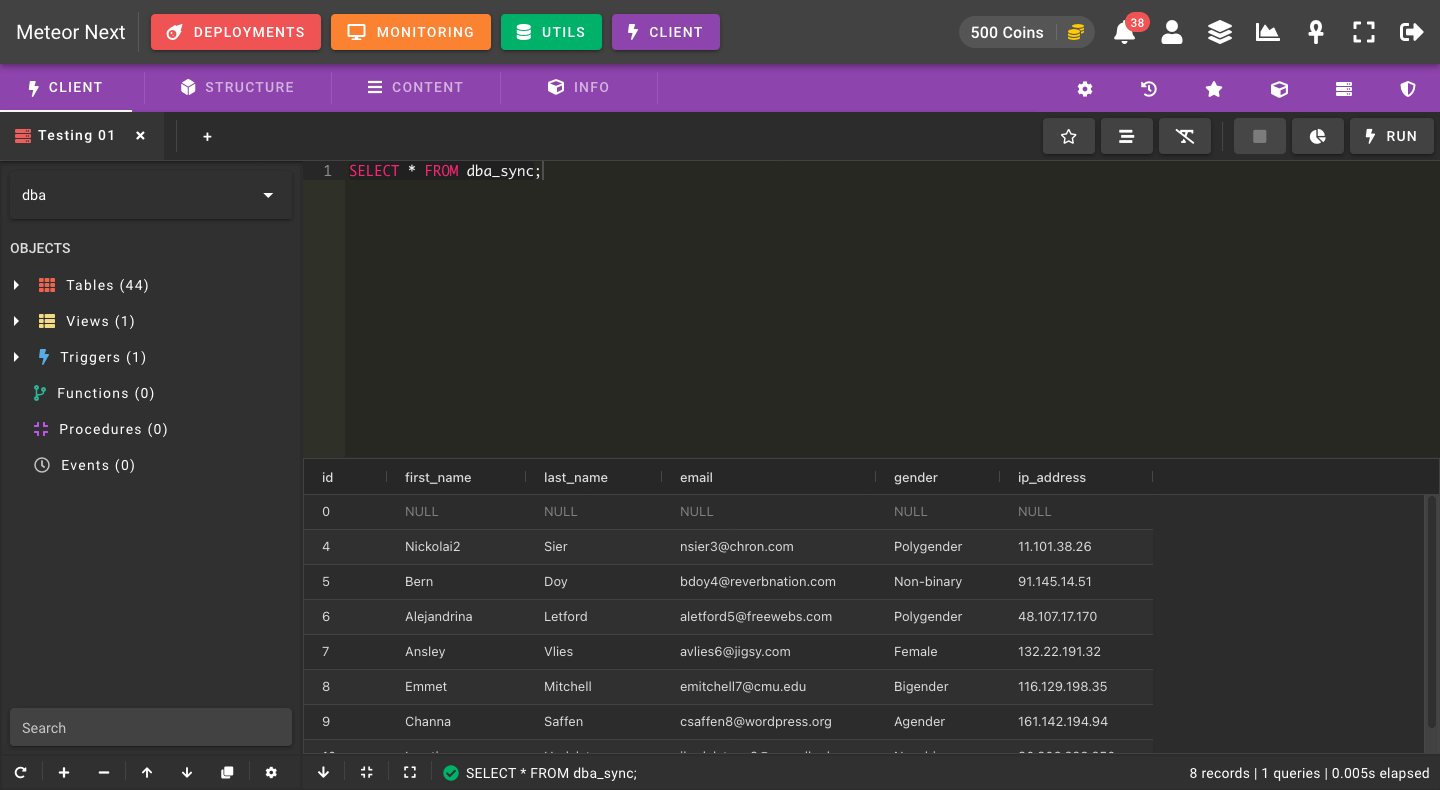 Meteor Next DEPLOYMENTS MONITORING UTILS CLIENT 500 Coins 38
CLIENT STRUCTURE CONTENT INFO
Testing 01 × + RUN
1 SELECT * FROM dba_sync;
dba
OBJECTS
Tables (44)
Views (1)
Triggers (1)
Functions (0)
Procedures (0)
Events (0)
id first_name last_name email gender ip_address
0 NULL NULL NULL NULL NULL
4 Nickolai2 Sier nsier3@chron.com Polygender 11.101.38.26
5 Bern Doy bdoy4@reverbnation.com Non-binary 91.145.14.51
6 Alejandrina Letford aletford5@freewebs.com Polygender 48.107.17.170
7 Ansley Vlies avlies6@jigsy.com Female 132.22.191.32
8 Emmet Mitchell emitchell7@cmu.edu Bigender 116.129.198.35
9 Channa Saffen csaffen8@wordpress.org Agender 161.142.194.94
Search
SELECT * FROM dba_sync; 8 records | 1 queries | 0.005s elapsed